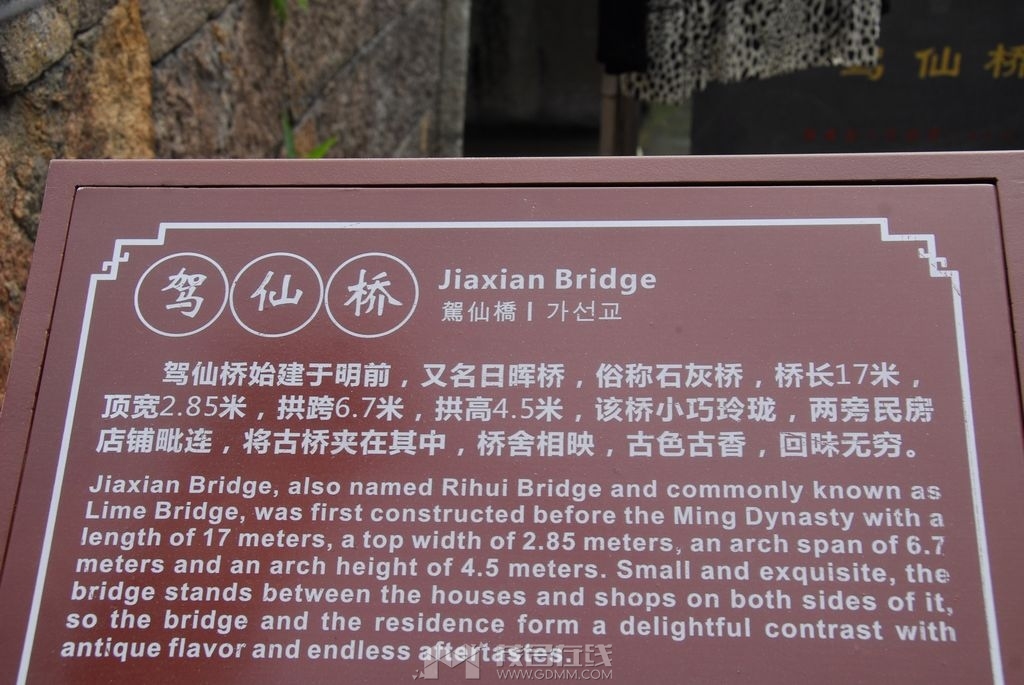 驾仙桥
驾仙桥
Jiaxian Bridge
駕仙橋 | 가선교
驾仙桥始建于明前，又名日晖桥，俗称石灰桥，桥长17米，
顶宽2.85米，拱跨6.7米，拱高4.5米，该桥小巧玲珑，两旁民房
店铺毗连，将古桥夹在其中，桥舍相映，古色古香，回味无穷。
Jiaxian Bridge, also named Rihui Bridge and commonly known as
Lime Bridge, was first constructed before the Ming Dynasty with a
length of 17 meters, a top width of 2.85 meters, an arch span of 6.7
meters and an arch height of 4.5 meters. Small and exquisite, the
bridge stands between the houses and shops on both sides of it,
so the bridge and the residence form a delightful contrast with
antique flavor and endless aftertastes.
WWW.GDMM.COM